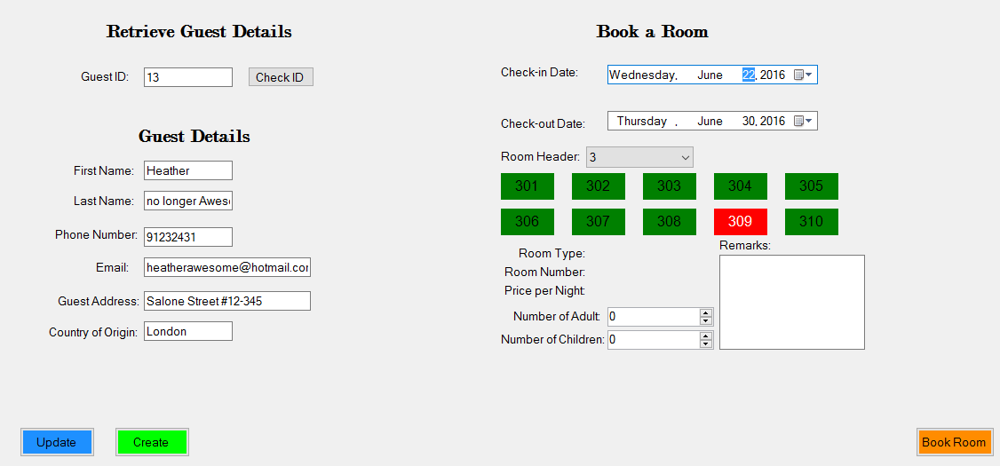 Retrieve Guest Details
Guest ID: 13 Check ID
Guest Details
First Name: Heather
Last Name: no longer Awes
Phone Number: 91232431
Email: heatherawesome@hotmail.cor
Guest Address: Salone Street #12-345
Country of Origin: London
Update Create
Book a Room
Check-in Date: Wednesday, June 22, 2016
Check-out Date: Thursday , June 30, 2016
Room Header: 3
301 302 303 304 305
306 307 308 309 310
Room Type:
Room Number:
Price per Night:
Number of Adult: 0
Number of Children: 0
Remarks:
Book Room